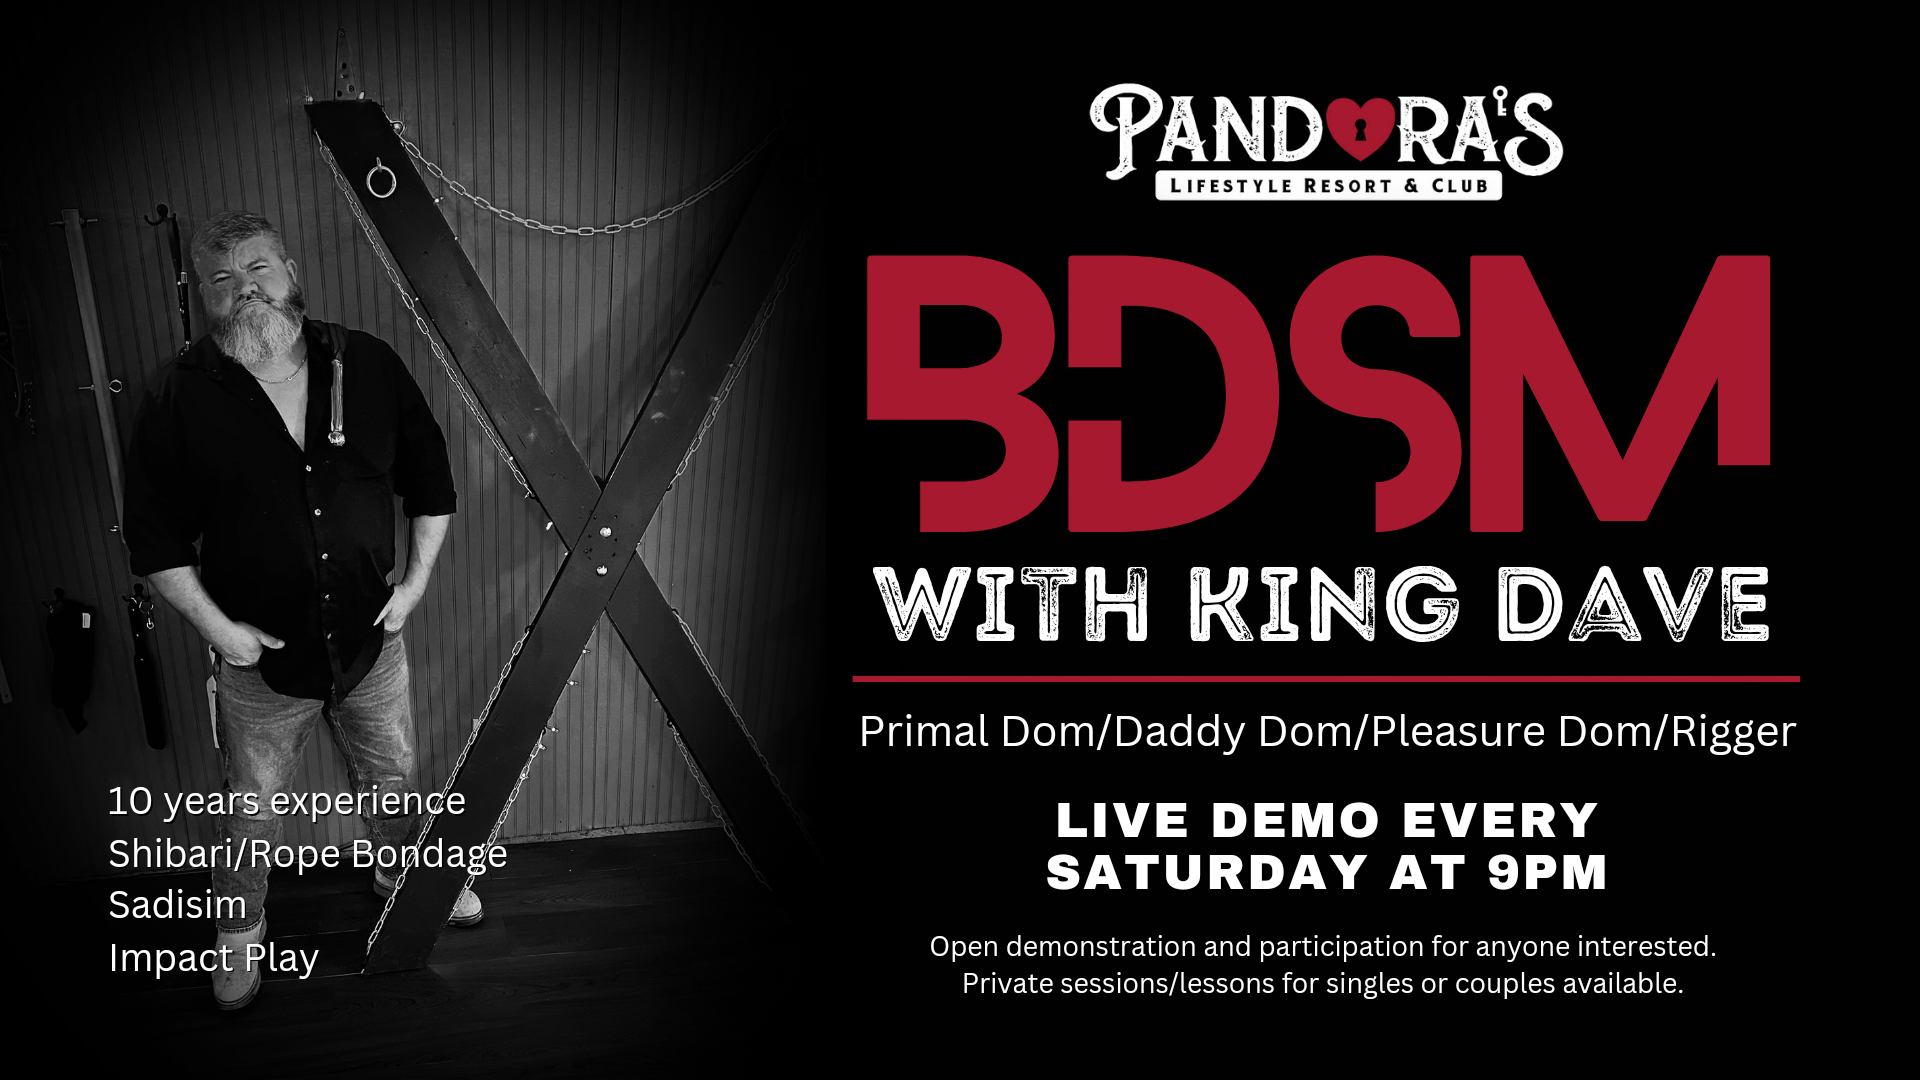 PANDORA'S
LIFESTYLE RESORT & CLUB
BDSM
WITH KING DAVE
Primal Dom/Daddy Dom/Pleasure Dom/Rigger
LIVE DEMO EVERY
SATURDAY AT 9PM
Open demonstration and participation for anyone interested.
Private sessions/lessons for singles or couples available.
10 years experience
Shibari/Rope Bondage
Sadisim
Impact Play